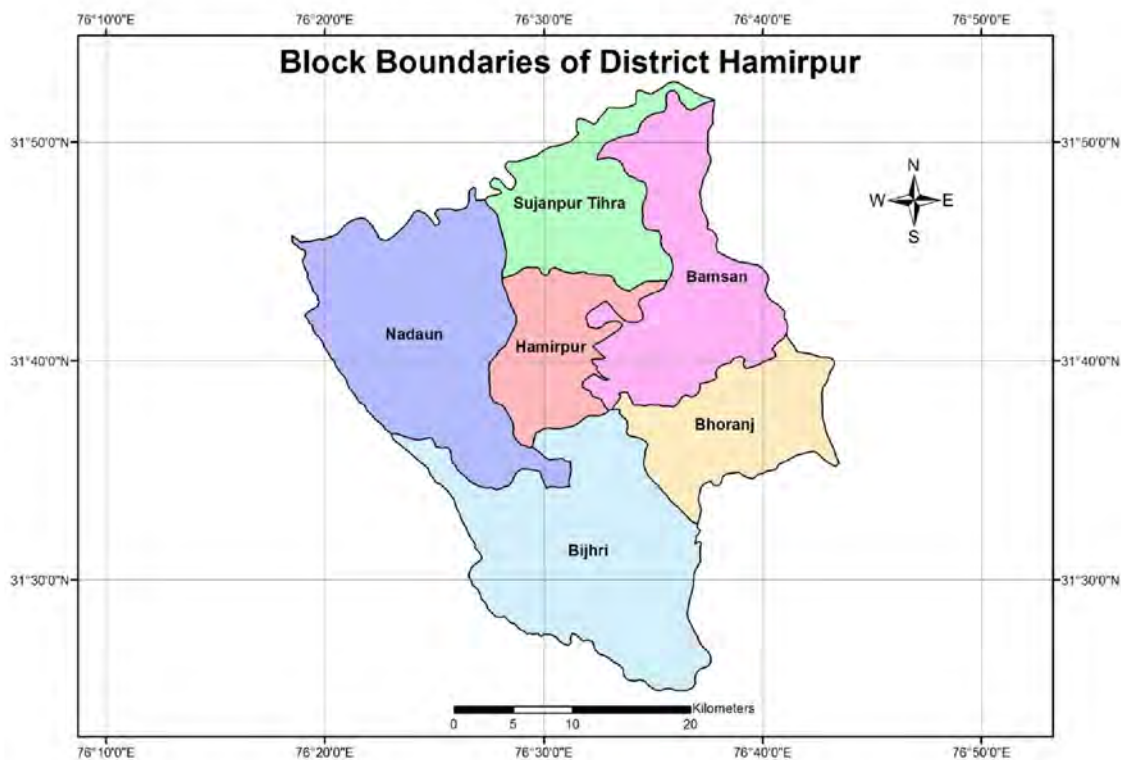 76°10'0"E 76°20'0"E 76°30'0"E 76°40'0"E 76°50'0"E
Block Boundaries of District Hamirpur
31°50'0"N 31°50'0"N
N
W E
S
Sujanpur Tihra
Bamsan
Nadaun
Hamirpur
31°40'0"N 31°40'0"N
Bhoranj
Bijhri
31°30'0"N 31°30'0"N
Kilometers
0 5 10 20
76°10'0"E 76°20'0"E 76°30'0"E 76°40'0"E 76°50'0"E